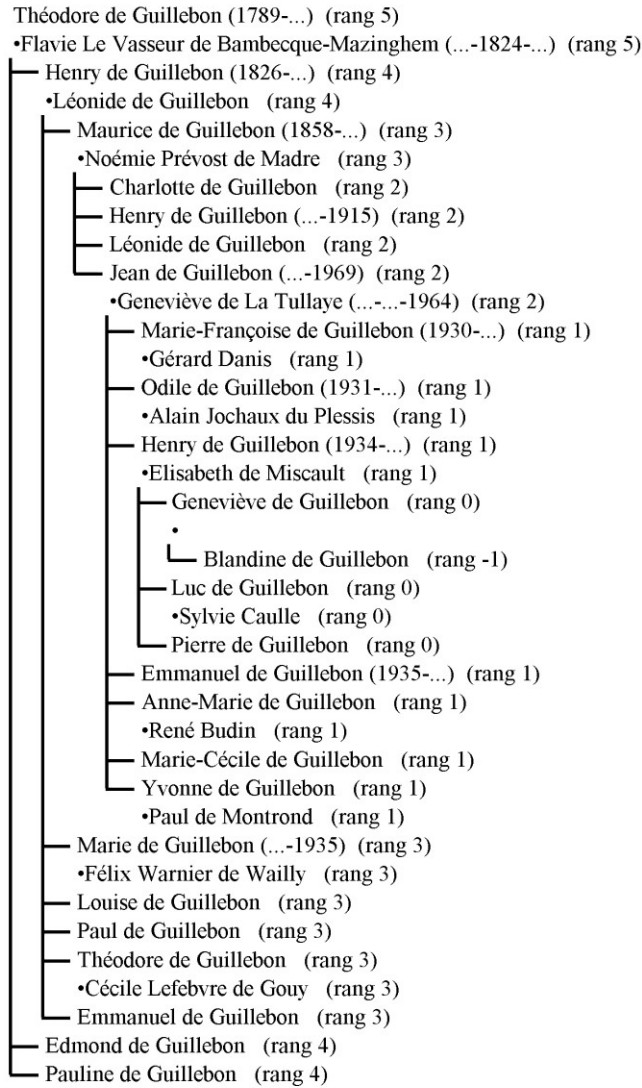 Théodore de Guillebon (1789-...) (rang 5)
•Flavie Le Vasseur de Bambecque-Mazinghem (...-1824-...) (rang 5)
Henry de Guillebon (1826-...) (rang 4)
•Léonide de Guillebon (rang 4)
Maurice de Guillebon (1858-...) (rang 3)
•Noémie Prévost de Madre (rang 3)
Charlotte de Guillebon (rang 2)
Henry de Guillebon (...-1915) (rang 2)
Léonide de Guillebon (rang 2)
Jean de Guillebon (...-1969) (rang 2)
•Geneviève de La Tullaye (...-...-1964) (rang 2)
Marie-Françoise de Guillebon (1930-...) (rang 1)
•Gérard Danis (rang 1)
Odile de Guillebon (1931-...) (rang 1)
•Alain Jochaux du Plessis (rang 1)
Henry de Guillebon (1934-...) (rang 1)
•Elisabeth de Miscault (rang 1)
Geneviève de Guillebon (rang 0)
•
Blandine de Guillebon (rang -1)
Luc de Guillebon (rang 0)
•Sylvie Caulle (rang 0)
Pierre de Guillebon (rang 0)
Emmanuel de Guillebon (1935-...) (rang 1)
Anne-Marie de Guillebon (rang 1)
•René Budin (rang 1)
Marie-Cécile de Guillebon (rang 1)
Yvonne de Guillebon (rang 1)
•Paul de Montrond (rang 1)
Marie de Guillebon (...-1935) (rang 3)
•Félix Warnier de Wailly (rang 3)
Louise de Guillebon (rang 3)
Paul de Guillebon (rang 3)
Théodore de Guillebon (rang 3)
•Cécile Lefebvre de Gouy (rang 3)
Emmanuel de Guillebon (rang 3)
Edmond de Guillebon (rang 4)
Pauline de Guillebon (rang 4)